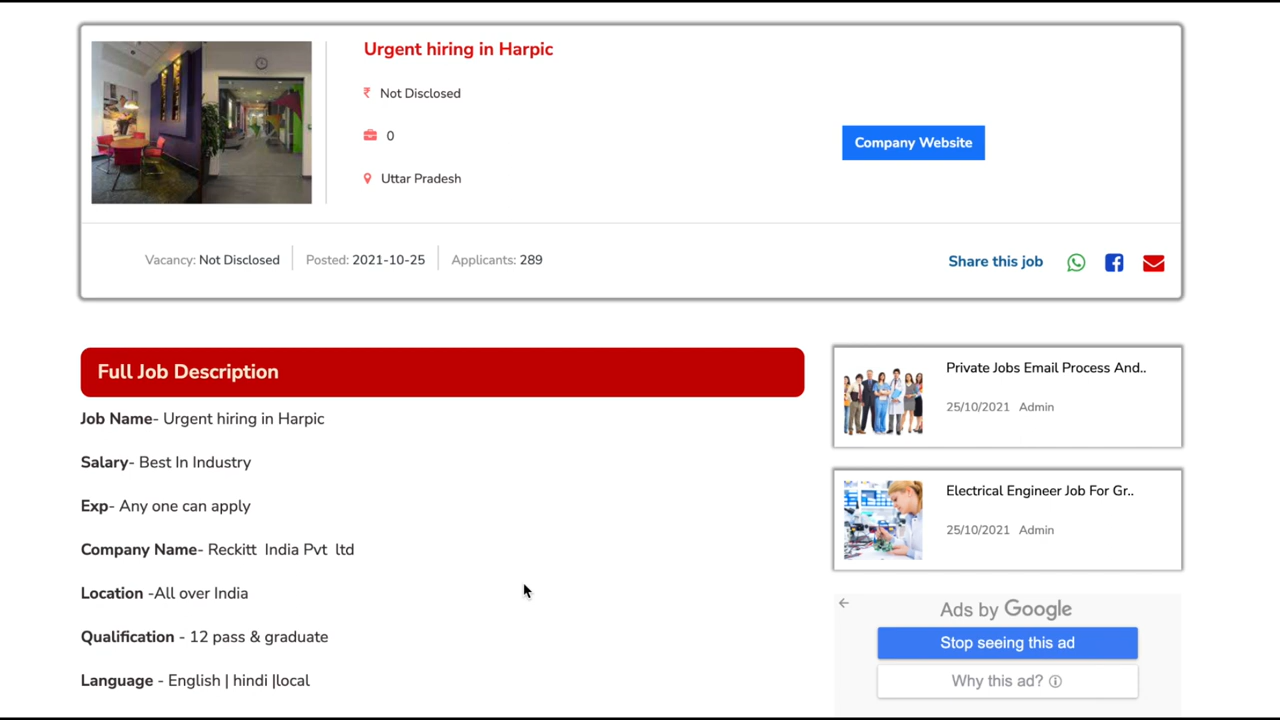 Urgent hiring in Harpic
₹ Not Disclosed
0
Uttar Pradesh
Company Website
Vacancy: Not Disclosed
Posted: 2021-10-25
Applicants: 289
Share this job
Full Job Description
Job Name- Urgent hiring in Harpic
Salary- Best In Industry
Exp- Any one can apply
Company Name- Reckitt India Pvt ltd
Location -All over India
Qualification - 12 pass & graduate
Language - English | hindi |local
Private Jobs Email Process And..
25/10/2021 Admin
Electrical Engineer Job For Gr..
25/10/2021 Admin
Ads by Google
Stop seeing this ad
Why this ad?